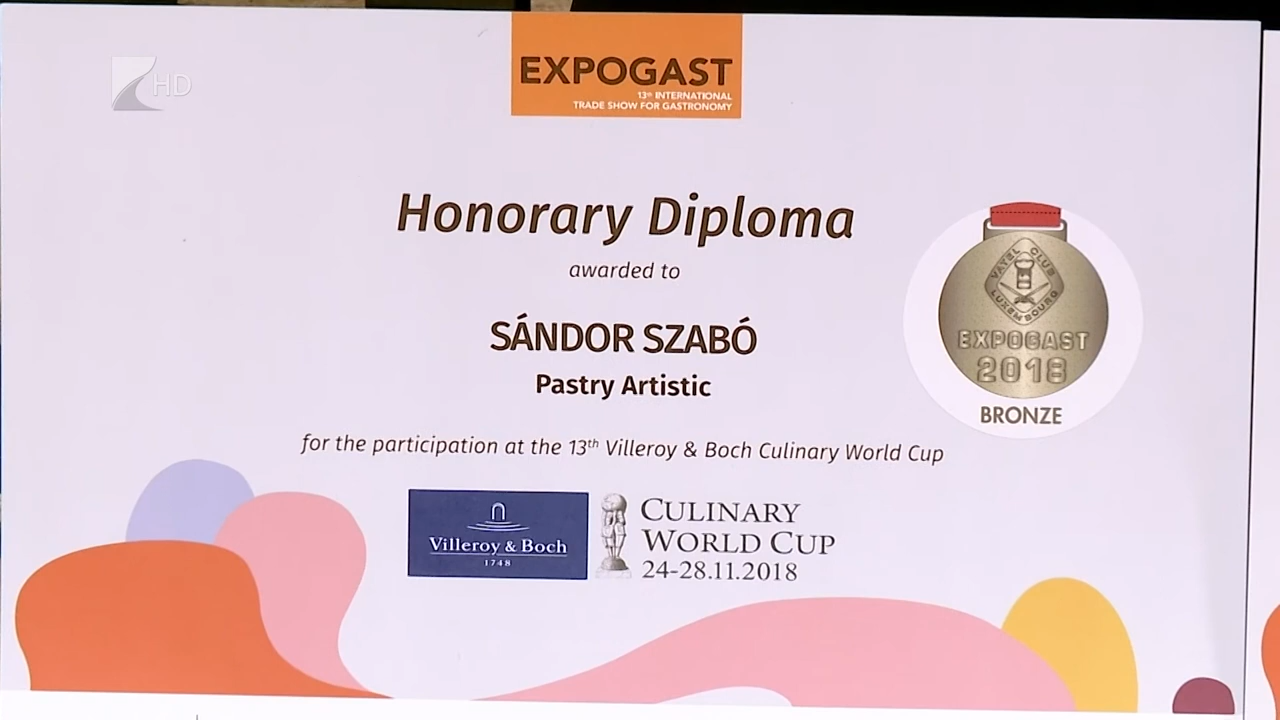 HD
EXPOGAST
13th INTERNATIONAL
TRADE SHOW FOR GASTRONOMY
Honorary Diploma
awarded to
SÁNDOR SZABÓ
Pastry Artistic
for the participation at the 13th Villeroy & Boch Culinary World Cup
VATEL CLUB
LUXEMBOURG
EXPOGAST
2018
BRONZE
Villeroy & Boch
1748
CULINARY
WORLD CUP
24-28.11.2018